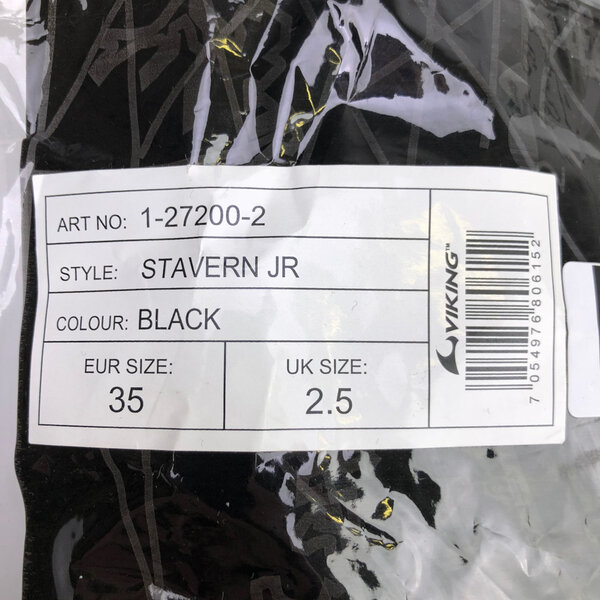 ART NO: 1-27200-2
STYLE: STAVERN JR
COLOUR: BLACK
EUR SIZE:
35
UK SIZE:
2.5
VIKING™
7 054976 806152